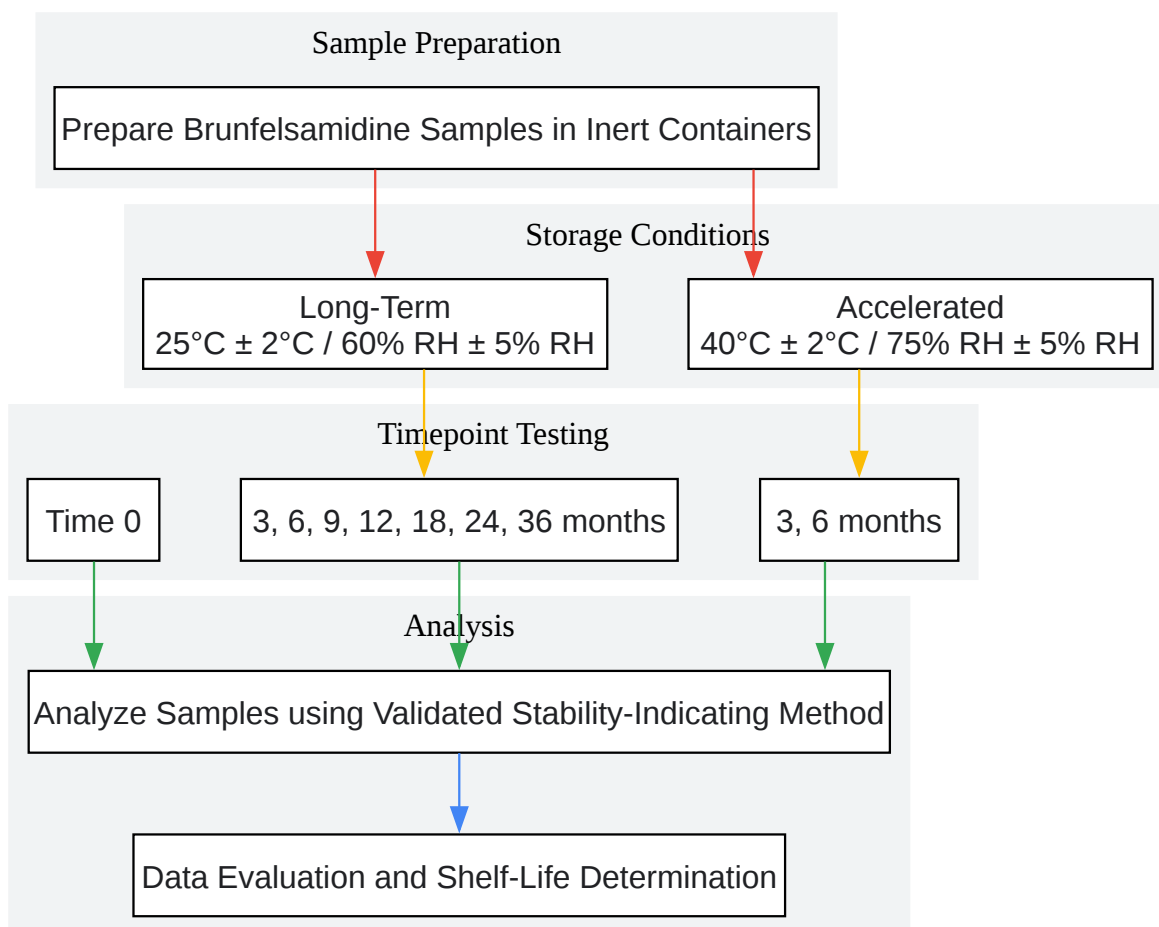 Sample Preparation
Prepare Brunfelsamidine Samples in Inert Containers
Storage Conditions
Long-Term
25°C ± 2°C / 60% RH ± 5% RH
Accelerated
40°C ± 2°C / 75% RH ± 5% RH
Timepoint Testing
Time 0
3, 6, 9, 12, 18, 24, 36 months
3, 6 months
Analysis
Analyze Samples using Validated Stability-Indicating Method
Data Evaluation and Shelf-Life Determination